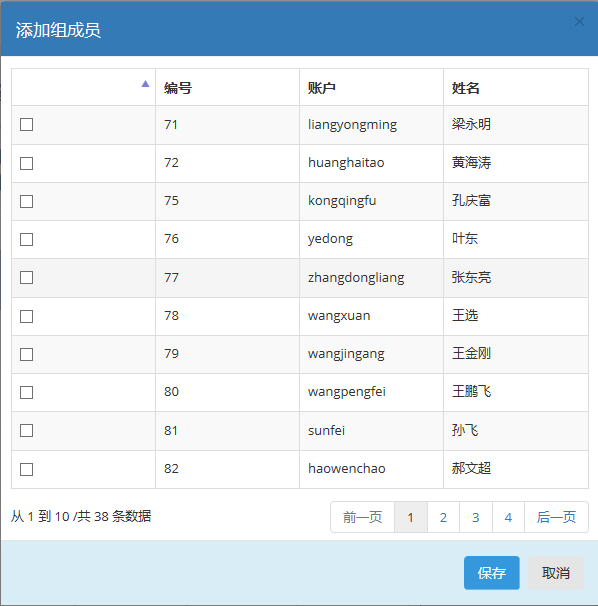 添加组成员 ×
编号 账户 姓名
71 liangyongming 梁永明
72 huanghaitao 黄海涛
75 kongqingfu 孔庆富
76 yedong 叶东
77 zhangdongliang 张东亮
78 wangxuan 王选
79 wangjingang 王金刚
80 wangpengfei 王鹏飞
81 sunfei 孙飞
82 haowenchao 郝文超
从 1 到 10 /共 38 条数据 前一页 1 2 3 4 后一页
保存 取消